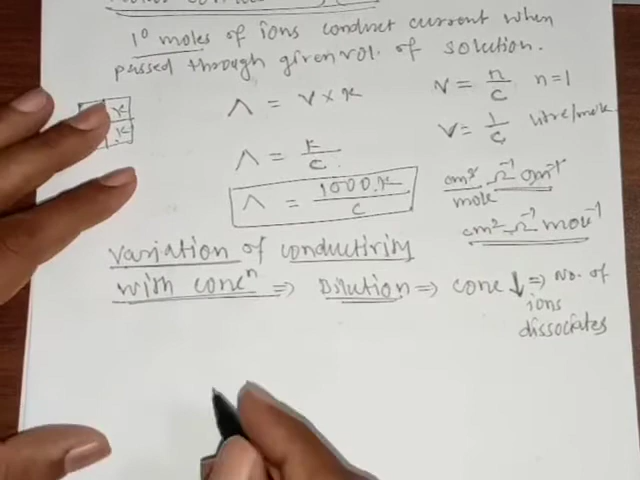 1° moles of ions conduct current when
passed through given vol. of solution.
κ
κ
Λ = V × κ
V = n/c n=1
V = 1/c litre/mole
Λ = κ/c
Λ = 1000.κ/c
cm³/mole Ω⁻¹ cm⁻¹
cm² Ω⁻¹ mol⁻¹
Variation of conductivity
with concⁿ ⇒ Dilution ⇒ conc ↓ ⇒ No. of
ions
dissociates